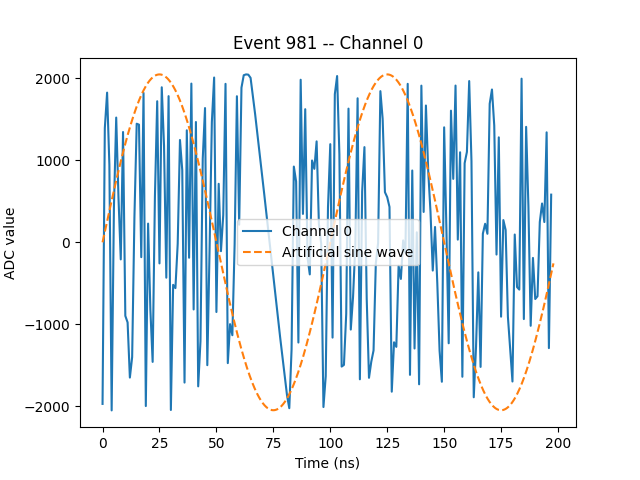 Event 981 -- Channel 0
ADC value
2000
1000
0
−1000
−2000
Channel 0
Artificial sine wave
0 25 50 75 100 125 150 175 200
Time (ns)